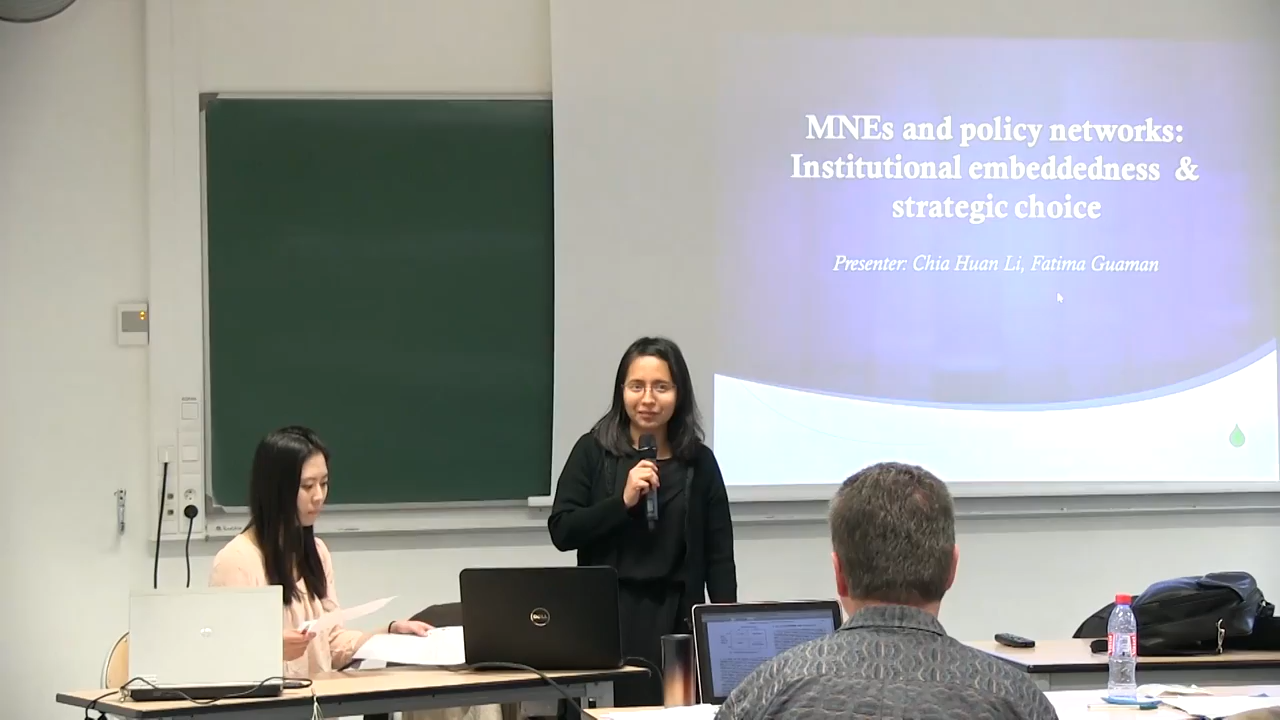 MNEs and policy networks:
Institutional embeddedness &
strategic choice
Presenter: Chia Huan Li, Fatima Guaman
DELL